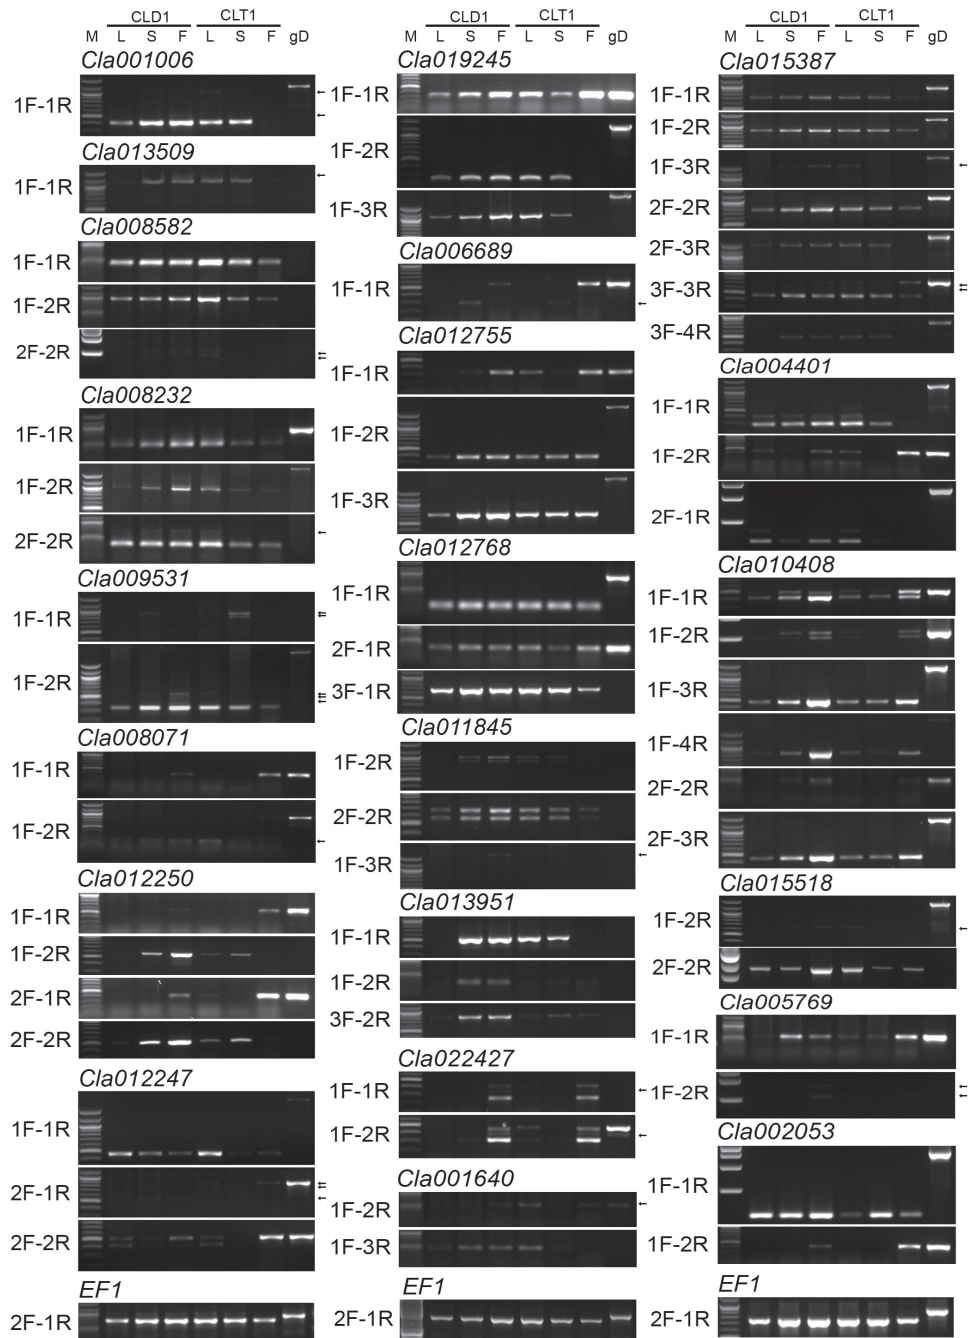 CLD1 CLT1
M L S F L S F gD
Cla001006
1F-1R
Cla013509
1F-1R
Cla008582
1F-1R
1F-2R
2F-2R
Cla008232
1F-1R
1F-2R
2F-2R
Cla009531
1F-1R
1F-2R
Cla008071
1F-1R
1F-2R
Cla012250
1F-1R
1F-2R
2F-1R
2F-2R
Cla012247
1F-1R
2F-1R
2F-2R
EF1
2F-1R
CLD1 CLT1
M L S F L S F gD
Cla019245
1F-1R
1F-2R
1F-3R
Cla006689
1F-1R
Cla012755
1F-1R
1F-2R
1F-3R
Cla012768
1F-1R
2F-1R
3F-1R
Cla011845
1F-2R
2F-2R
1F-3R
Cla013951
1F-1R
1F-2R
3F-2R
Cla022427
1F-1R
1F-2R
Cla001640
1F-2R
1F-3R
EF1
2F-1R
CLD1 CLT1
M L S F L S F gD
Cla015387
1F-1R
1F-2R
1F-3R
2F-2R
2F-3R
3F-3R
3F-4R
Cla004401
1F-1R
1F-2R
2F-1R
Cla010408
1F-1R
1F-2R
1F-3R
1F-4R
2F-2R
2F-3R
Cla015518
1F-2R
2F-2R
Cla005769
1F-1R
1F-2R
Cla002053
1F-1R
1F-2R
EF1
2F-1R